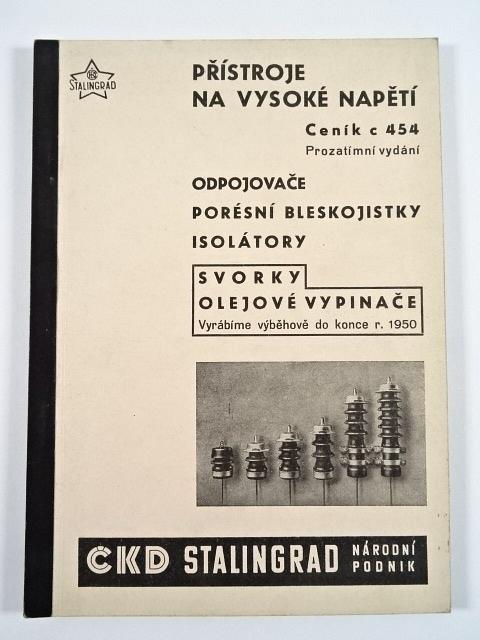 ČKD
STALINGRAD
PŘÍSTROJE
NA VYSOKÉ NAPĚTÍ
Ceník c 454
Prozatímní vydání
ODPOJOVAČE
PORÉSNÍ BLESKOJISTKY
ISOLÁTORY
SVORKY
OLEJOVÉ VYPINAČE
Vyrábíme výběhově do konce r. 1950
ČKD STALINGRAD NÁRODNÍ
PODNIK